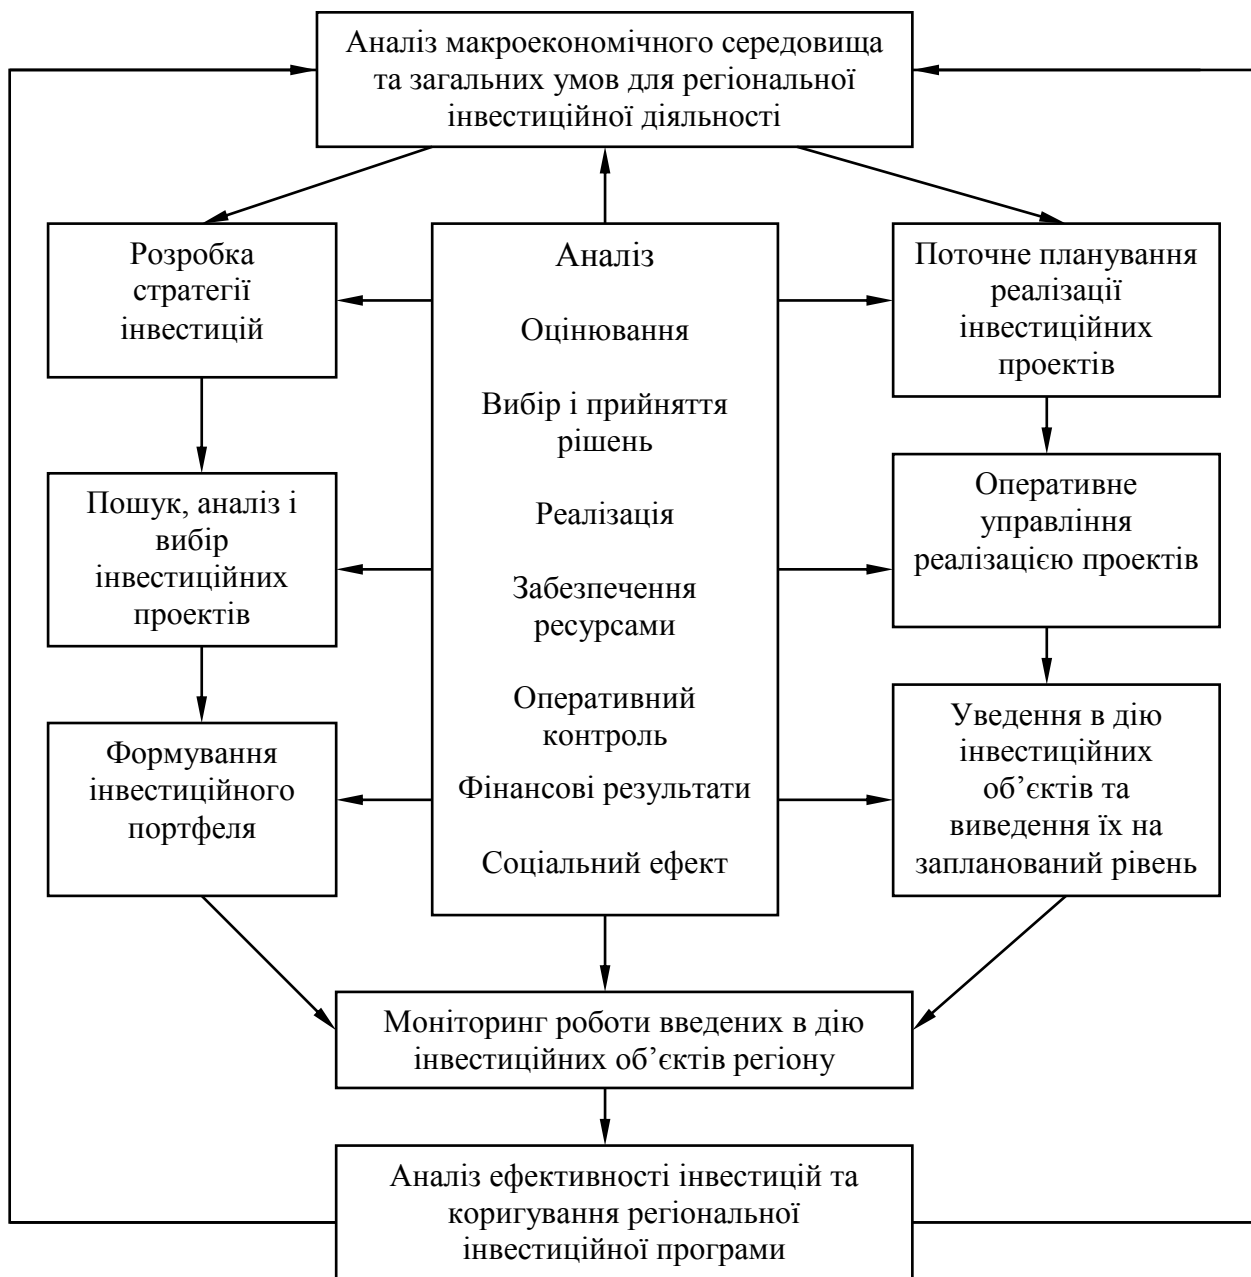 Аналіз макроекономічного середовища
та загальних умов для регіональної
інвестиційної діяльності
Розробка
стратегії
інвестицій
Аналіз
Оцінювання
Вибір і прийняття
рішень
Реалізація
Забезпечення
ресурсами
Оперативний
контроль
Фінансові результати
Соціальний ефект
Поточне планування
реалізації
інвестиційних
проектів
Пошук, аналіз і
вибір
інвестиційних
проектів
Оперативне
управління
реалізацією проектів
Формування
інвестиційного
портфеля
Уведення в дію
інвестиційних
об’єктів та
виведення їх на
запланований рівень
Моніторинг роботи введених в дію
інвестиційних об’єктів регіону
Аналіз ефективності інвестицій та
коригування регіональної
інвестиційної програми